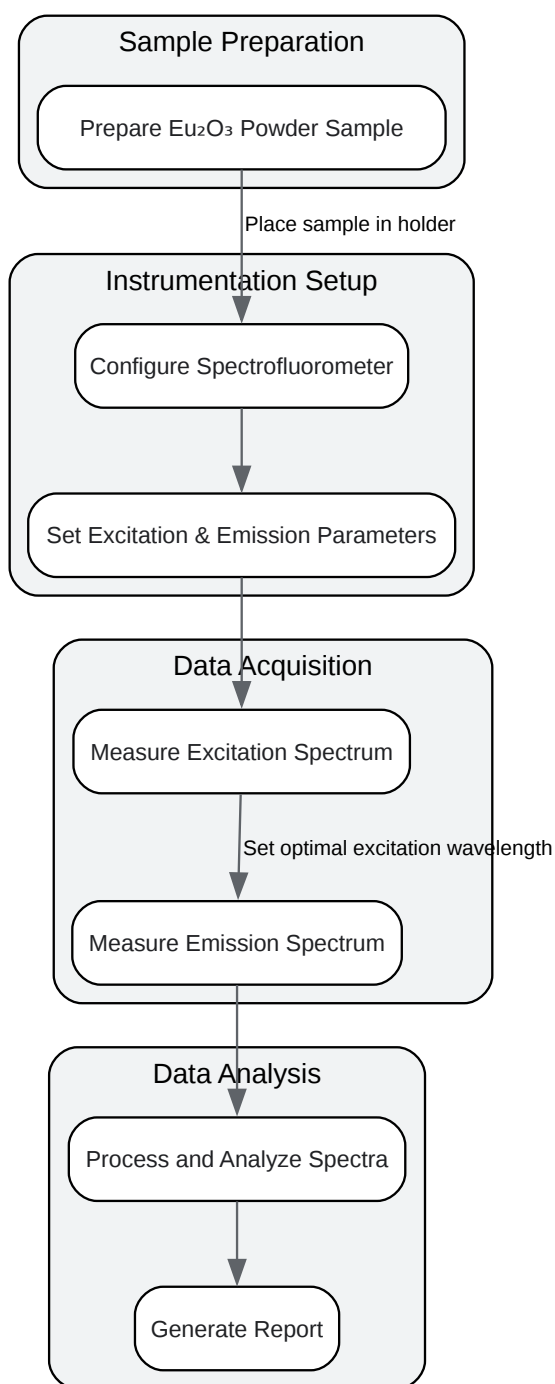 Sample Preparation
Prepare Eu₂O₃ Powder Sample
Place sample in holder
Instrumentation Setup
Configure Spectrofluorometer
Set Excitation & Emission Parameters
Data Acquisition
Measure Excitation Spectrum
Set optimal excitation wavelength
Measure Emission Spectrum
Data Analysis
Process and Analyze Spectra
Generate Report